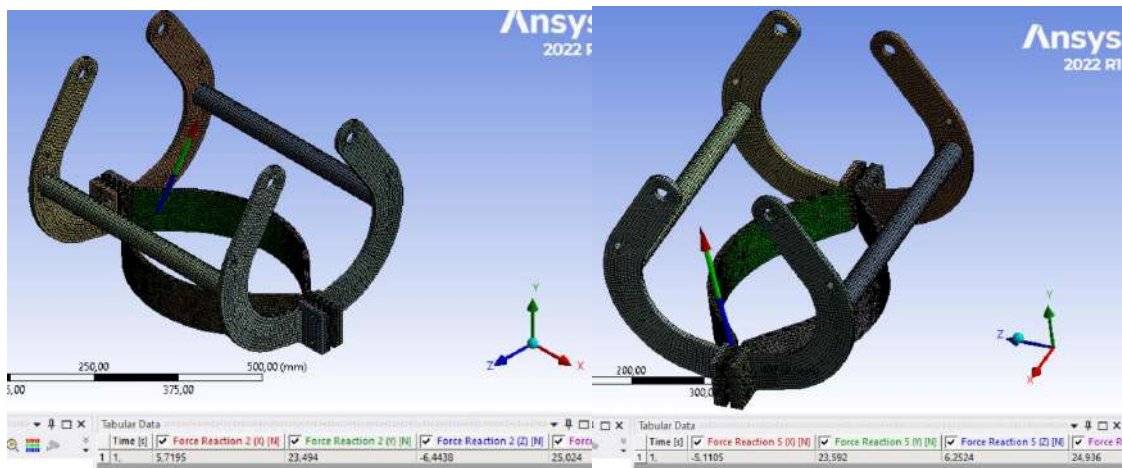 Ansys
2022 R
Y
Z
X
250,00
500,00 (mm)
375,00
Tabular Data
Time [s] Force Reaction 2 (X) [N] Force Reaction 2 (Y) [N] Force Reaction 2 (Z) [N]
1 1, 5,7195 23,494 -6,4438 25,024
Ansys
2022 R1
Y
Z
X
200,00
300,
Tabular Data
Time [s] Force Reaction 5 (X) [N] Force Reaction 5 (Y) [N] Force Reaction 5 (Z) [N]
1 1, -5,1105 23,592 6,2524 24,936